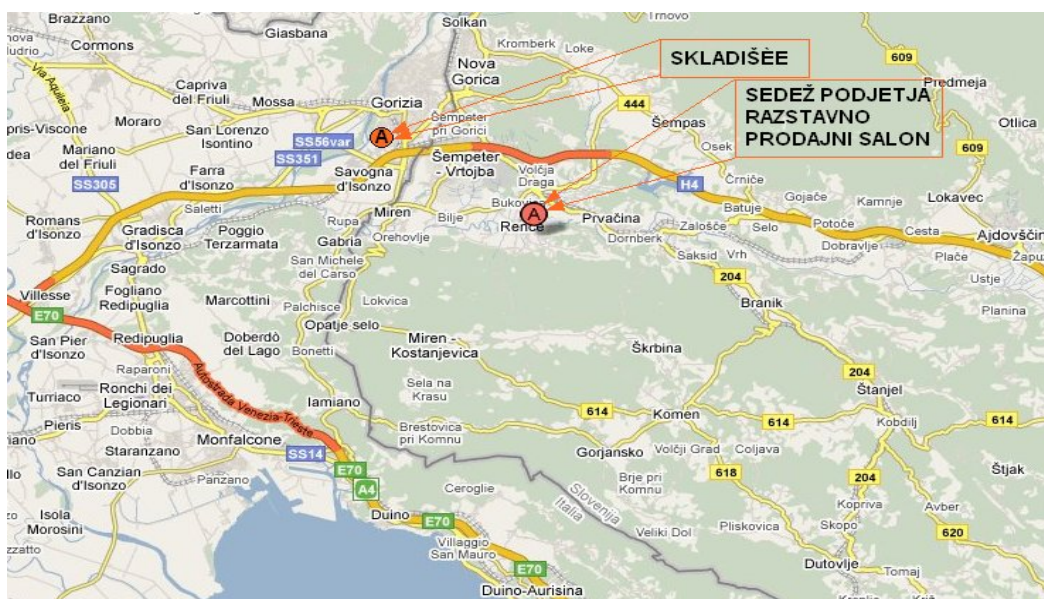 Brazzano
Giasbana
Solkan
Trnovo
Cormons
Kromberk
Loke
Nova
Gorica
SKLADIŠÈE
609
Predmeja
Via Aquileia
Capriva
del Friuli
Mossa
Gorizia
Šempeter
pri Gorici
444
SEDEŽ PODJETJA
RAZSTAVNO
PRODAJNI SALON
Otlica
Moraro
San Lorenzo
Isontino
SS56var
A
Šempas
Osek
609
Mariano
del Friuli
SS351
SS305
Farra
d'Isonzo
Savogna
d'Isonzo
Šempeter
- Vrtojba
Volčja
Draga
H4
Črniče
Gojače
Kamnje
Lokavec
Saletti
Rupa
Miren
Bilje
A
Renče
Prvačina
Batuje
Zalošče
Selo
Potoče
Cesta
Ajdovščin
Romans
d'Isonzo
Gradisca
d'Isonzo
Poggio
Terzarmata
Gabria
Orehovlje
Dornberk
Dobravlje
Plače
Saksid
Vrh
Sagrado
San Michele
del Carso
204
Ustje
Villesse
Fogliano
Redipuglia
Marcottini
Palchisce
Lokvica
Branik
Planina
E70
San Pier
d'Isonzo
Redipuglia
Doberdò
del Lago
Opatje selo
Bonetti
Miren -
Kostanjevica
Škrbina
Raparoni
Autostrada Venezia-Trieste
204
Ronchi dei
Legionari
Sela na
Krasu
Štanjel
Turriaco
Iamiano
614
Komen
614
614
Kobdilj
Pieris
Dobbia
Staranzano
Monfalcone
Brestovica
pri Komnu
SS14
Gorjansko
Volčji Grad
Coljava
San Canzian
d'Isonzo
Panzano
E70
A4
Ceroglie
Brje pri
Komnu
618
204
Štjak
Slovenija
Italia
Kopriva
Avber
Isola
Morosini
Duino
E70
Veliki Dol
Pliskovica
Skopo
620
Villaggio
San Mauro
Dutovlje
Tomaj
E70
Duino-Aurisina